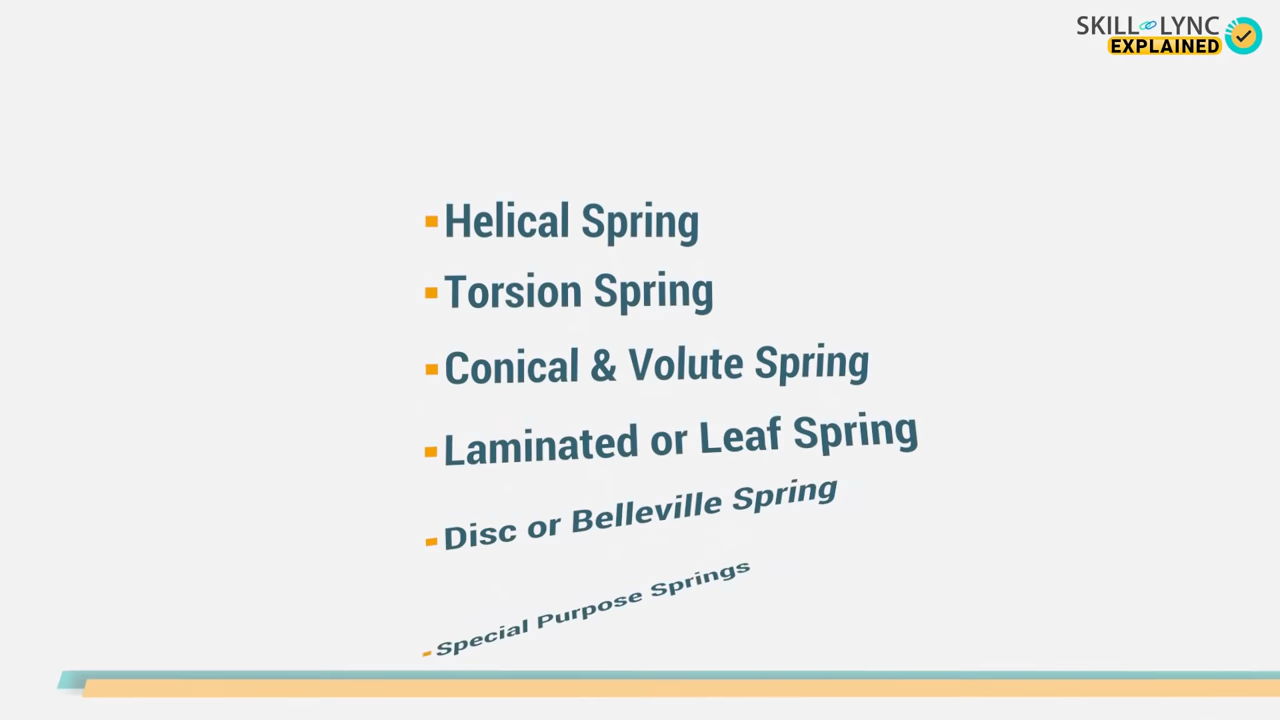 SKILL LYNC
EXPLAINED
Helical Spring
Torsion Spring
Conical & Volute Spring
Laminated or Leaf Spring
Disc or Belleville Spring
Special Purpose Springs